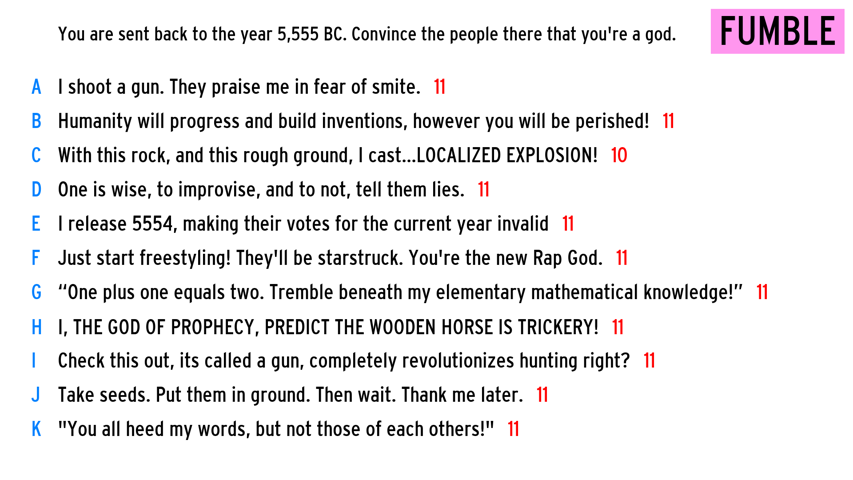 You are sent back to the year 5,555 BC. Convince the people there that you're a god.
FUMBLE
A I shoot a gun. They praise me in fear of smite. 11
B Humanity will progress and build inventions, however you will be perished! 11
C With this rock, and this rough ground, I cast...LOCALIZED EXPLOSION! 10
D One is wise, to improvise, and to not, tell them lies. 11
E I release 5554, making their votes for the current year invalid 11
F Just start freestyling! They'll be starstruck. You're the new Rap God. 11
G “One plus one equals two. Tremble beneath my elementary mathematical knowledge!” 11
H I, THE GOD OF PROPHECY, PREDICT THE WOODEN HORSE IS TRICKERY! 11
I Check this out, its called a gun, completely revolutionizes hunting right? 11
J Take seeds. Put them in ground. Then wait. Thank me later. 11
K "You all heed my words, but not those of each others!" 11